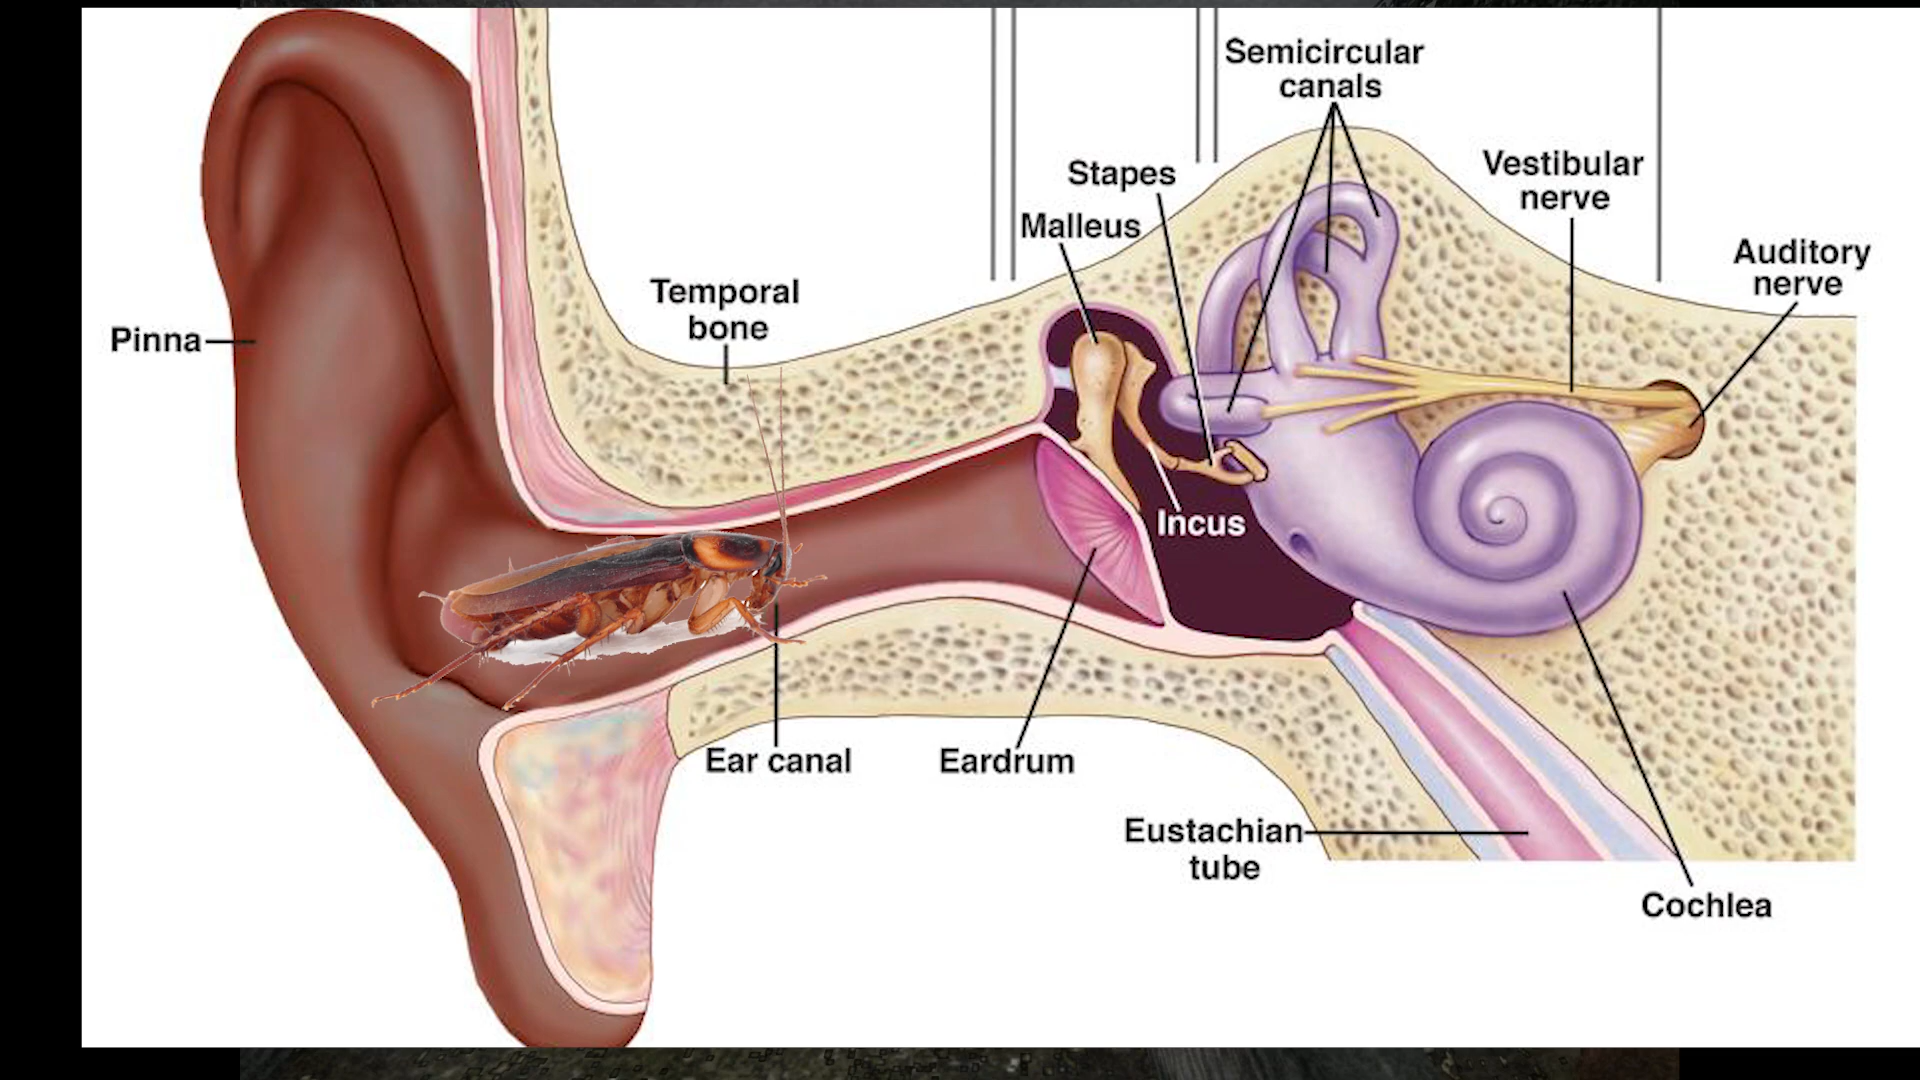 Semicircular
canals
Stapes
Malleus
Vestibular
nerve
Auditory
nerve
Temporal
bone
Pinna
Incus
Ear canal
Eardrum
Eustachian
tube
Cochlea